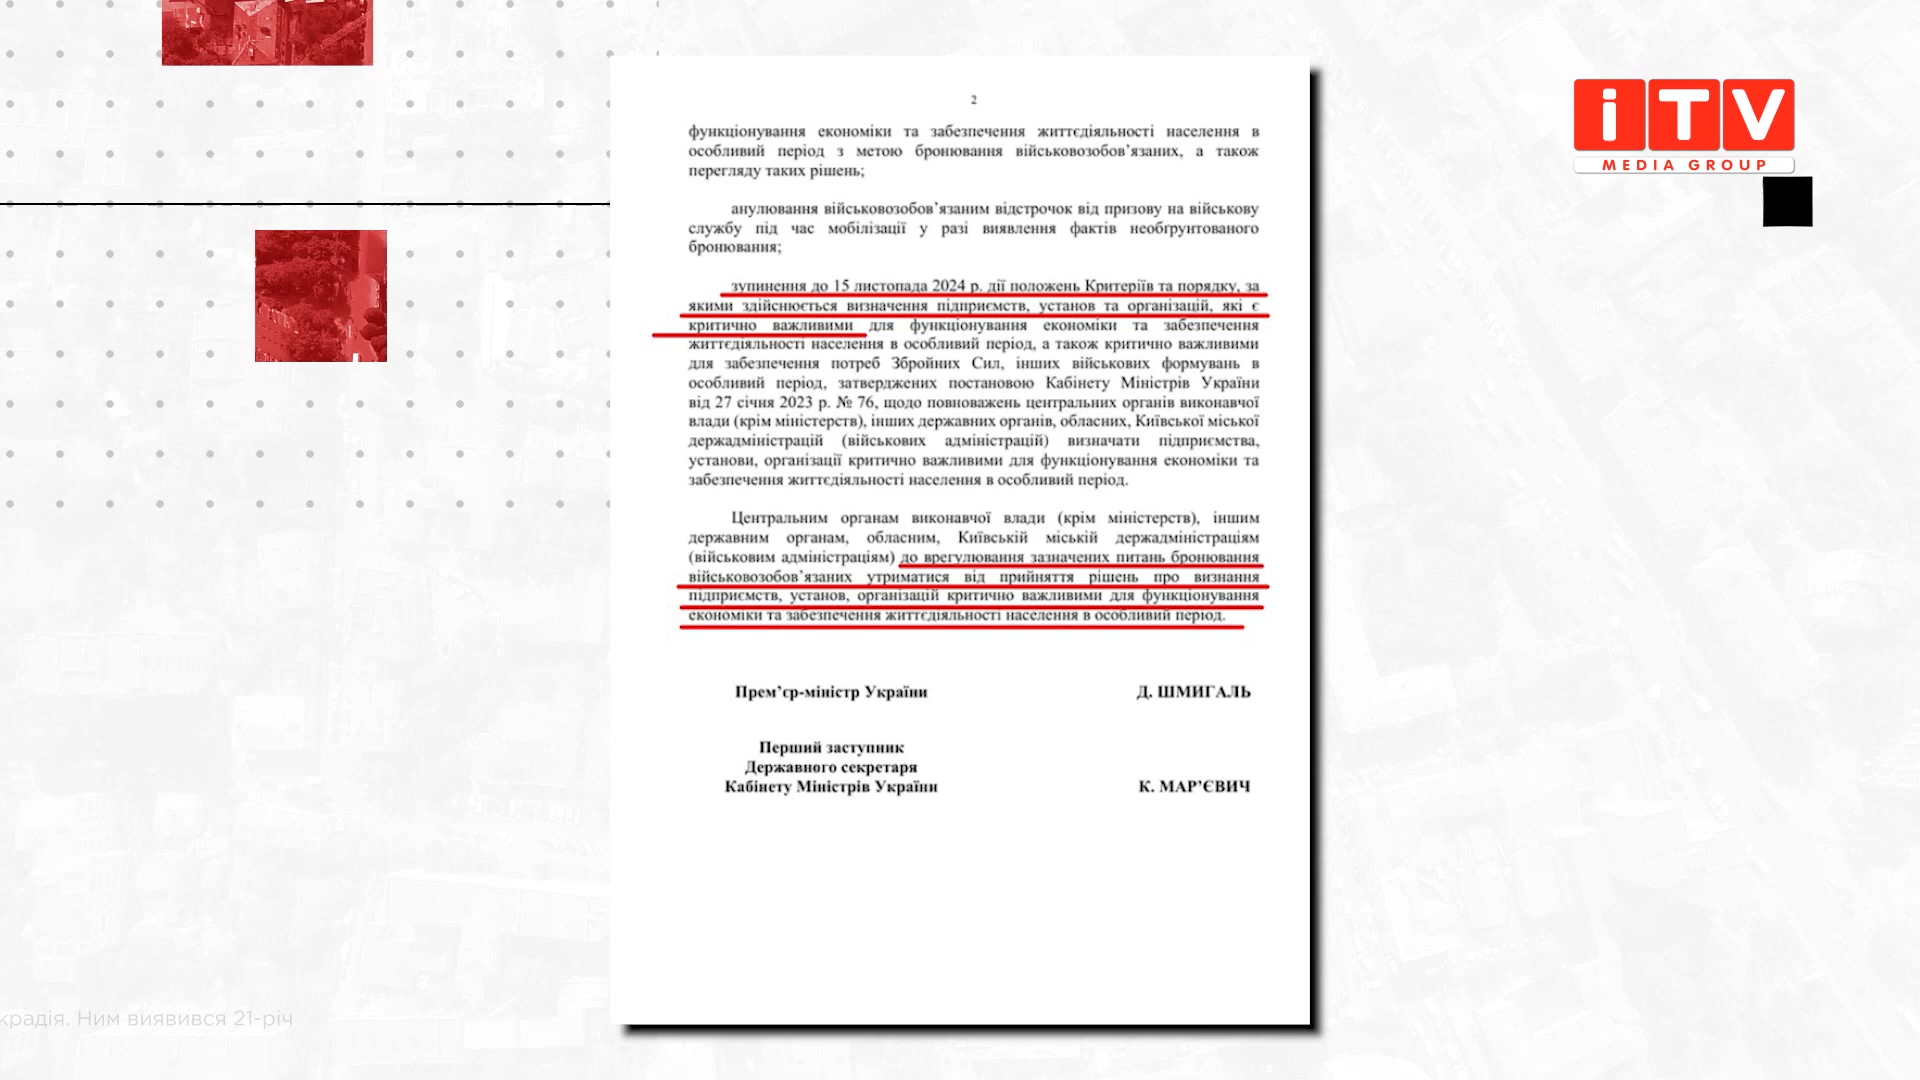 iTV
MEDIA GROUP
2
функціонування економіки та забезпечення життєдіяльності населення в
особливий період з метою бронювання військовозобов’язаних, а також
перегляду таких рішень;
анулювання військовозобов’язаним відстрочок від призову на військову
службу під час мобілізації у разі виявлення фактів необґрунтованого
бронювання;
зупинення до 15 листопада 2024 р. дії положень Критеріїв та порядку, за
якими здійснюється визначення підприємств, установ та організацій, які є
критично важливими для функціонування економіки та забезпечення
життєдіяльності населення в особливий період, а також критично важливими
для забезпечення потреб Збройних Сил, інших військових формувань в
особливий період, затверджених постановою Кабінету Міністрів України
від 27 січня 2023 р. № 76, щодо повноважень центральних органів виконавчої
влади (крім міністерств), інших державних органів, обласних, Київської міської
держадміністрацій (військових адміністрацій) визначати підприємства,
установи, організації критично важливими для функціонування економіки та
забезпечення життєдіяльності населення в особливий період.
Центральним органам виконавчої влади (крім міністерств), іншим
державним органам, обласним, Київській міській держадміністраціям
(військовим адміністраціям) до врегулювання зазначених питань бронювання
військовозобов’язаних утриматися від прийняття рішень про визнання
підприємств, установ, організацій критично важливими для функціонування
економіки та забезпечення життєдіяльності населення в особливий період.
Прем’єр-міністр України Д. ШМИГАЛЬ
Перший заступник
Державного секретаря
Кабінету Міністрів України К. МАР’ЄВИЧ
крадія. Ним виявився 21-річ